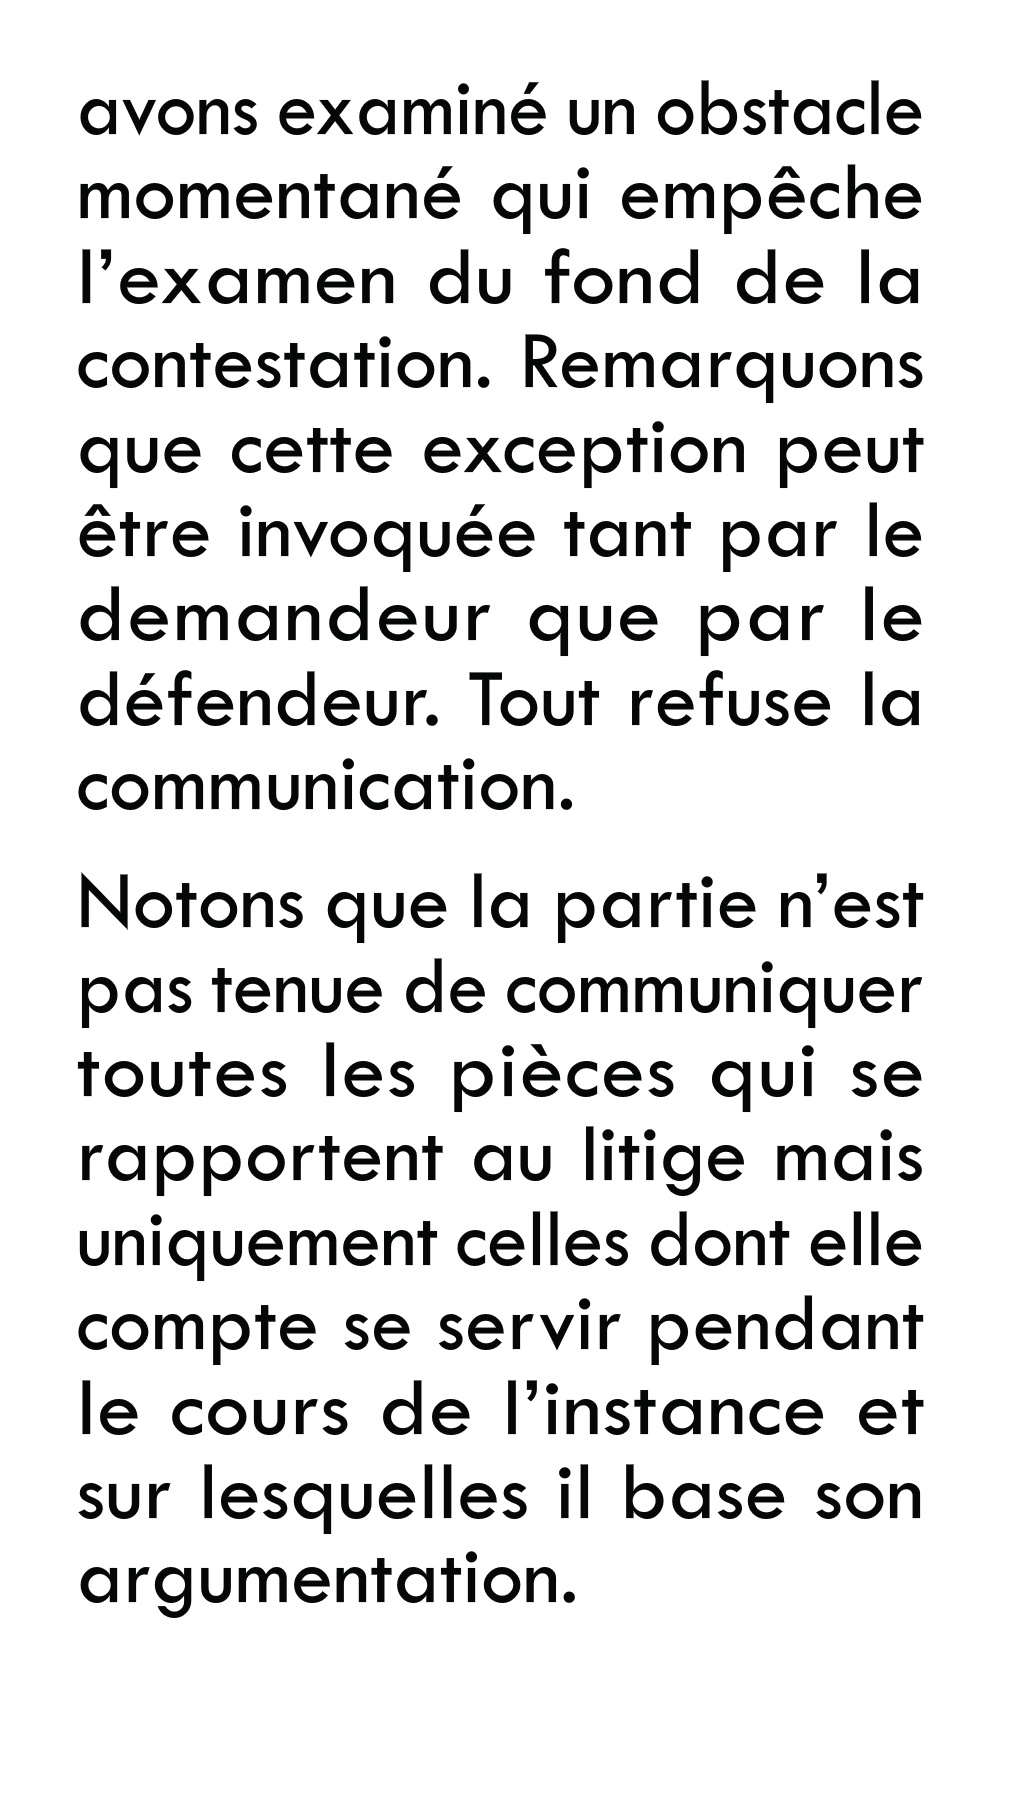 avons examiné un obstacle
momentané qui empêche
l’examen du fond de la
contestation. Remarquons
que cette exception peut
être invoquée tant par le
demandeur que par le
défendeur. Tout refuse la
communication.
Notons que la partie n’est
pas tenue de communiquer
toutes les pièces qui se
rapportent au litige mais
uniquement celles dont elle
compte se servir pendant
le cours de l’instance et
sur lesquelles il base son
argumentation.